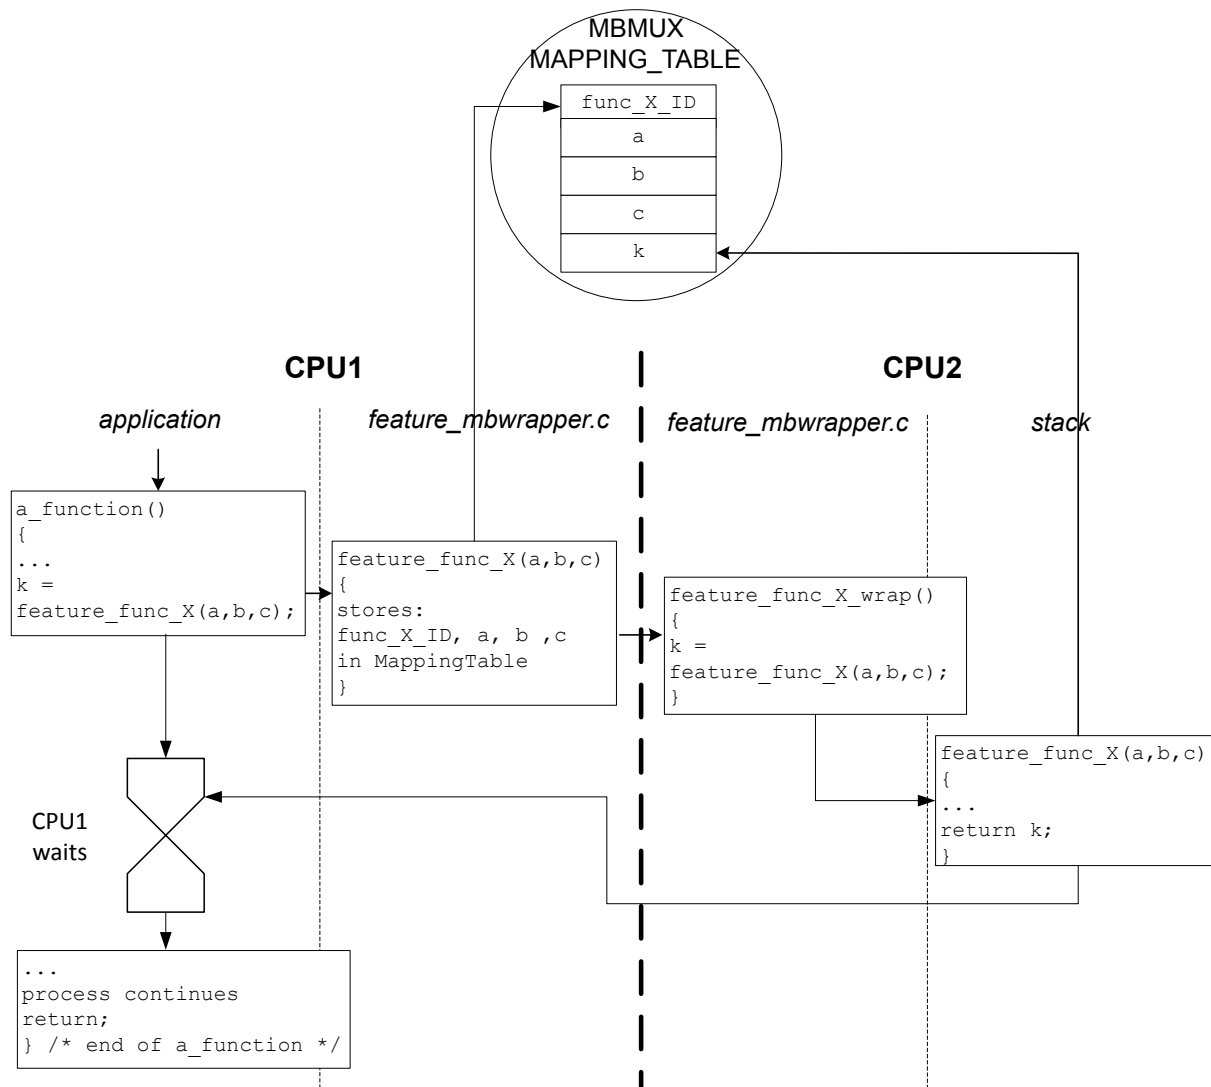 MBMUX
MAPPING_TABLE
func_X_ID
a
b
c
k
CPU1
CPU2
application
feature_mbwrapper.c
feature_mbwrapper.c
stack
a_function()
{
...
k =
feature_func_X(a,b,c);
feature_func_X(a,b,c)
{
stores:
func_X_ID, a, b ,c
in MappingTable
}
feature_func_X_wrap()
{
k =
feature_func_X(a,b,c);
}
feature_func_X(a,b,c)
{
...
return k;
}
CPU1
waits
...
process continues
return;
} /* end of a_function */